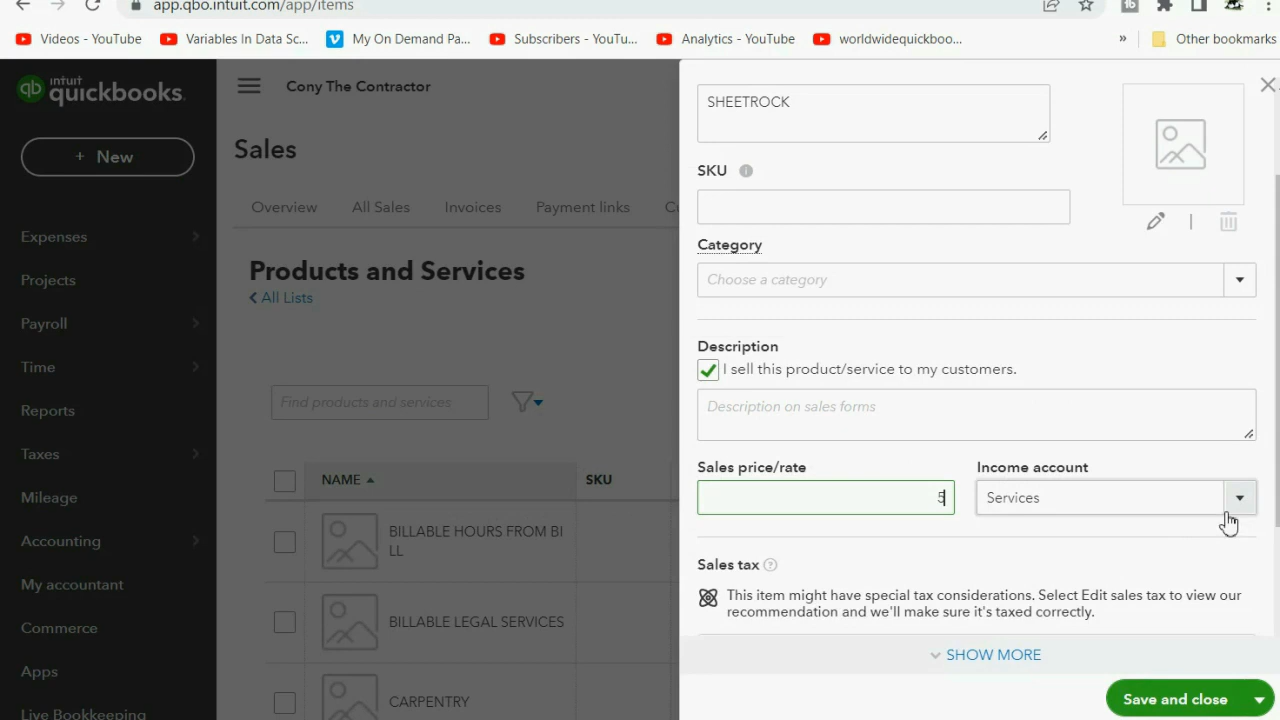 app.qbo.intuit.com/app/items
Videos - YouTube
Variables In Data Sc...
My On Demand Pa...
Subscribers - YouTu...
Analytics - YouTube
worldwidequickboo...
»
Other bookmarks
intuit
quickbooks.
qb
Cony The Contractor
+ New
Expenses
Projects
Payroll
Time
Reports
Taxes
Mileage
Accounting
My accountant
Commerce
Apps
Live Bookkeeping
Sales
Overview
All Sales
Invoices
Payment links
Products and Services
All Lists
Find products and services
NAME
SKU
BILLABLE HOURS FROM BI
LL
BILLABLE LEGAL SERVICES
CARPENTRY
SHEETROCK
SKU
Category
Choose a category
Description
I sell this product/service to my customers.
Description on sales forms
Sales price/rate
Income account
5
Services
Sales tax
This item might have special tax considerations. Select Edit sales tax to view our
recommendation and we'll make sure it's taxed correctly.
SHOW MORE
Save and close